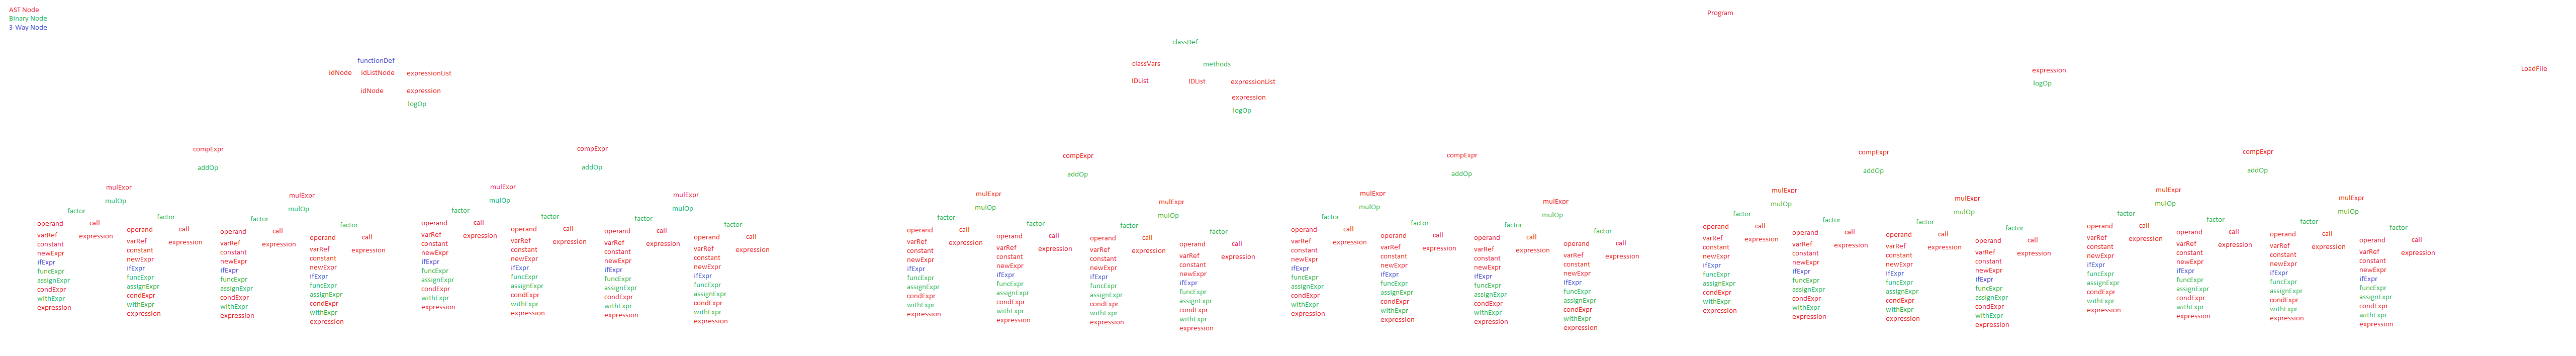 AST Node
Binary Node
3-Way Node
Program
functionDef
idNode idListNode expressionList
idNode expression
logOp
compExpr
addOp
mulExpr
mulOp
factor
operand call
varRef expression
constant
newExpr
ifExpr
funcExpr
assignExpr
condExpr
withExpr
expression
factor
operand call
varRef expression
constant
newExpr
ifExpr
funcExpr
assignExpr
condExpr
withExpr
expression
mulExpr
mulOp
factor
operand call
varRef expression
constant
newExpr
ifExpr
funcExpr
assignExpr
condExpr
withExpr
expression
factor
operand call
varRef expression
constant
newExpr
ifExpr
funcExpr
assignExpr
condExpr
withExpr
expression
compExpr
addOp
mulExpr
mulOp
factor
operand call
varRef expression
constant
newExpr
ifExpr
funcExpr
assignExpr
condExpr
withExpr
expression
factor
operand call
varRef expression
constant
newExpr
ifExpr
funcExpr
assignExpr
condExpr
withExpr
expression
mulExpr
mulOp
factor
operand call
varRef expression
constant
newExpr
ifExpr
funcExpr
assignExpr
condExpr
withExpr
expression
factor
operand call
varRef expression
constant
newExpr
ifExpr
funcExpr
assignExpr
condExpr
withExpr
expression
classDef
classVars methods
IDList IDList expressionList
expression
logOp
compExpr
addOp
mulExpr
mulOp
factor
operand call
varRef expression
constant
newExpr
ifExpr
funcExpr
assignExpr
condExpr
withExpr
expression
factor
operand call
varRef expression
constant
newExpr
ifExpr
funcExpr
assignExpr
condExpr
withExpr
expression
mulExpr
mulOp
factor
operand call
varRef expression
constant
newExpr
ifExpr
funcExpr
assignExpr
condExpr
withExpr
expression
factor
operand call
varRef expression
constant
newExpr
ifExpr
funcExpr
assignExpr
condExpr
withExpr
expression
compExpr
addOp
mulExpr
mulOp
factor
operand call
varRef expression
constant
newExpr
ifExpr
funcExpr
assignExpr
condExpr
withExpr
expression
factor
operand call
varRef expression
constant
newExpr
ifExpr
funcExpr
assignExpr
condExpr
withExpr
expression
mulExpr
mulOp
factor
operand call
varRef expression
constant
newExpr
ifExpr
funcExpr
assignExpr
condExpr
withExpr
expression
factor
operand call
varRef expression
constant
newExpr
ifExpr
funcExpr
assignExpr
condExpr
withExpr
expression
expression
logOp
compExpr
addOp
mulExpr
mulOp
factor
operand call
varRef expression
constant
newExpr
ifExpr
funcExpr
assignExpr
condExpr
withExpr
expression
factor
operand call
varRef expression
constant
newExpr
ifExpr
funcExpr
assignExpr
condExpr
withExpr
expression
mulExpr
mulOp
factor
operand call
varRef expression
constant
newExpr
ifExpr
funcExpr
assignExpr
condExpr
withExpr
expression
factor
operand call
varRef expression
constant
newExpr
ifExpr
funcExpr
assignExpr
condExpr
withExpr
expression
compExpr
addOp
mulExpr
mulOp
factor
operand call
varRef expression
constant
newExpr
ifExpr
funcExpr
assignExpr
condExpr
withExpr
expression
factor
operand call
varRef expression
constant
newExpr
ifExpr
funcExpr
assignExpr
condExpr
withExpr
expression
mulExpr
mulOp
factor
operand call
varRef expression
constant
newExpr
ifExpr
funcExpr
assignExpr
condExpr
withExpr
expression
factor
operand call
varRef expression
constant
newExpr
ifExpr
funcExpr
assignExpr
condExpr
withExpr
expression
LoadFile